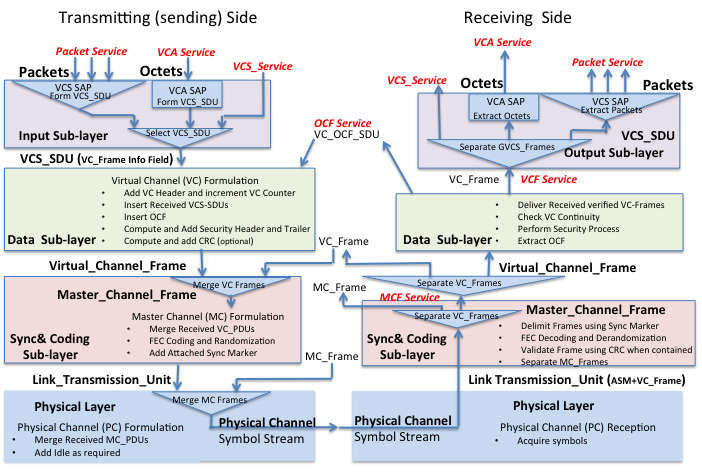 Transmitting (sending) Side
Receiving Side
Packet Service
VCA Service
VCS_Service
Packets
Octets
VCS SAP
Form VCS_SDU
VCA SAP
Form VCS_SDU
Input Sub-layer
Select VCS_SDU
VCS_SDU (VC_Frame Info Field)
Virtual Channel (VC) Formulation
• Add VC Header and increment VC Counter
• Insert Received VCS-SDUs
• Insert OCF
• Compute and Add Security Header and Trailer
• Compute and add CRC (optional)
Data Sub-layer
Virtual_Channel_Frame
Merge VC Frames
Master_Channel_Frame
Master Channel (MC) Formulation
• Merge Received VC_PDUs
• FEC Coding and Randomization
• Add Attached Sync Marker
Sync& Coding
Sub-layer
Link_Transmission_Unit
Merge MC Frames
Physical Layer
Physical Channel (PC) Formulation
• Merge Received MC_PDUs
• Add Idle as required
Physical Channel
Symbol Stream
OCF Service
VC_OCF_SDU
VC_Frame
MC_Frame
MC_Frame
VCA Service
VCS_Service
Packet Service
Octets
Packets
VCA SAP
Extract Octets
VCS SAP
Extract Packets
Separate GVCS_Frames
VCS_SDU
Output Sub-layer
VC_Frame
VCF Service
• Deliver Received verified VC-Frames
• Check VC Continuity
• Perform Security Process
• Extract OCF
Data Sub-layer
Virtual_Channel_Frame
Separate VC_Frames
MCF Service
Separate VC_Frames
Master_Channel_Frame
• Delimit Frames using Sync Marker
• FEC Decoding and Derandomization
• Validate Frame using CRC when contained
• Separate MC_Frames
Sync& Coding
Sub-layer
Link Transmission_Unit (ASM+VC_Frame)
Physical Channel
Symbol Stream
Physical Layer
Physical Channel (PC) Reception
• Acquire symbols